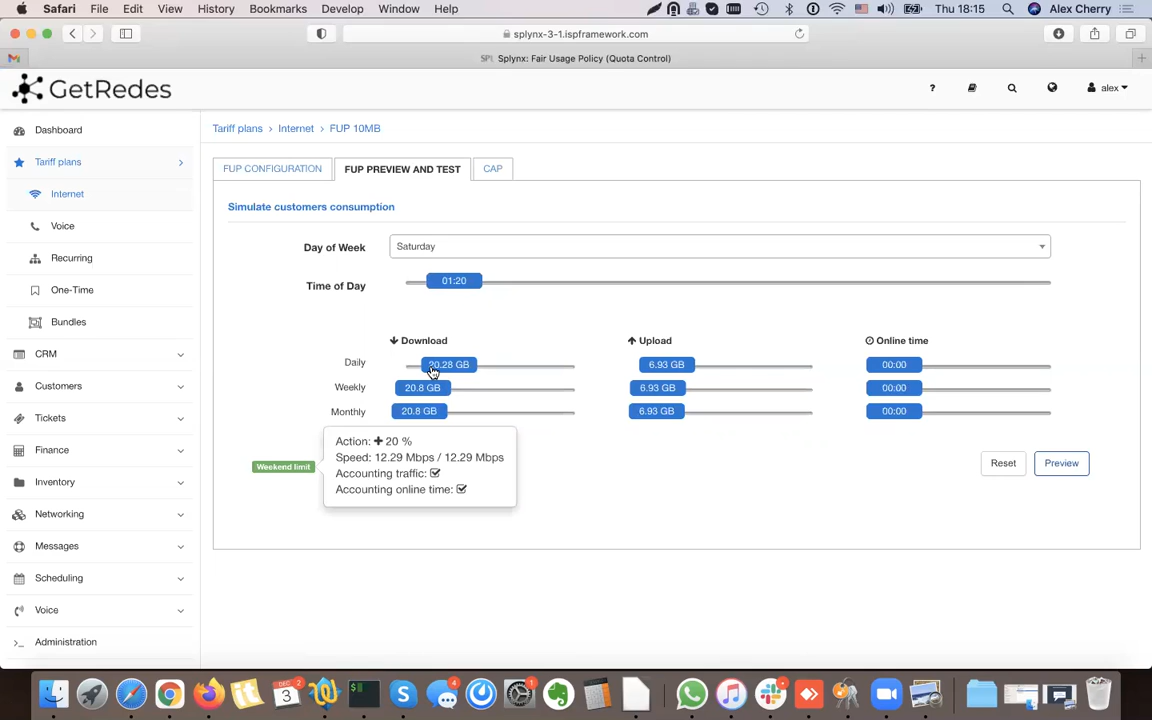 Safari File Edit View History Bookmarks Develop Window Help Thu 18:15 Alex Cherry
splynx-3-1.ispframework.com
Splynx: Fair Usage Policy (Quota Control)
GetRedes
? alex
Dashboard
Tariff plans
Internet
Voice
Recurring
One-Time
Bundles
CRM
Customers
Tickets
Finance
Inventory
Networking
Messages
Scheduling
Voice
Administration
Tariff plans › Internet › FUP 10MB
FUP CONFIGURATION FUP PREVIEW AND TEST CAP
Simulate customers consumption
Day of Week Saturday
Time of Day 01:20
Download Upload Online time
Daily 20.28 GB 6.93 GB 00:00
Weekly 20.8 GB 6.93 GB 00:00
Monthly 20.8 GB 6.93 GB 00:00
Weekend limit
Action: + 20 %
Speed: 12.29 Mbps / 12.29 Mbps
Accounting traffic:
Accounting online time:
Reset Preview
DEC
3